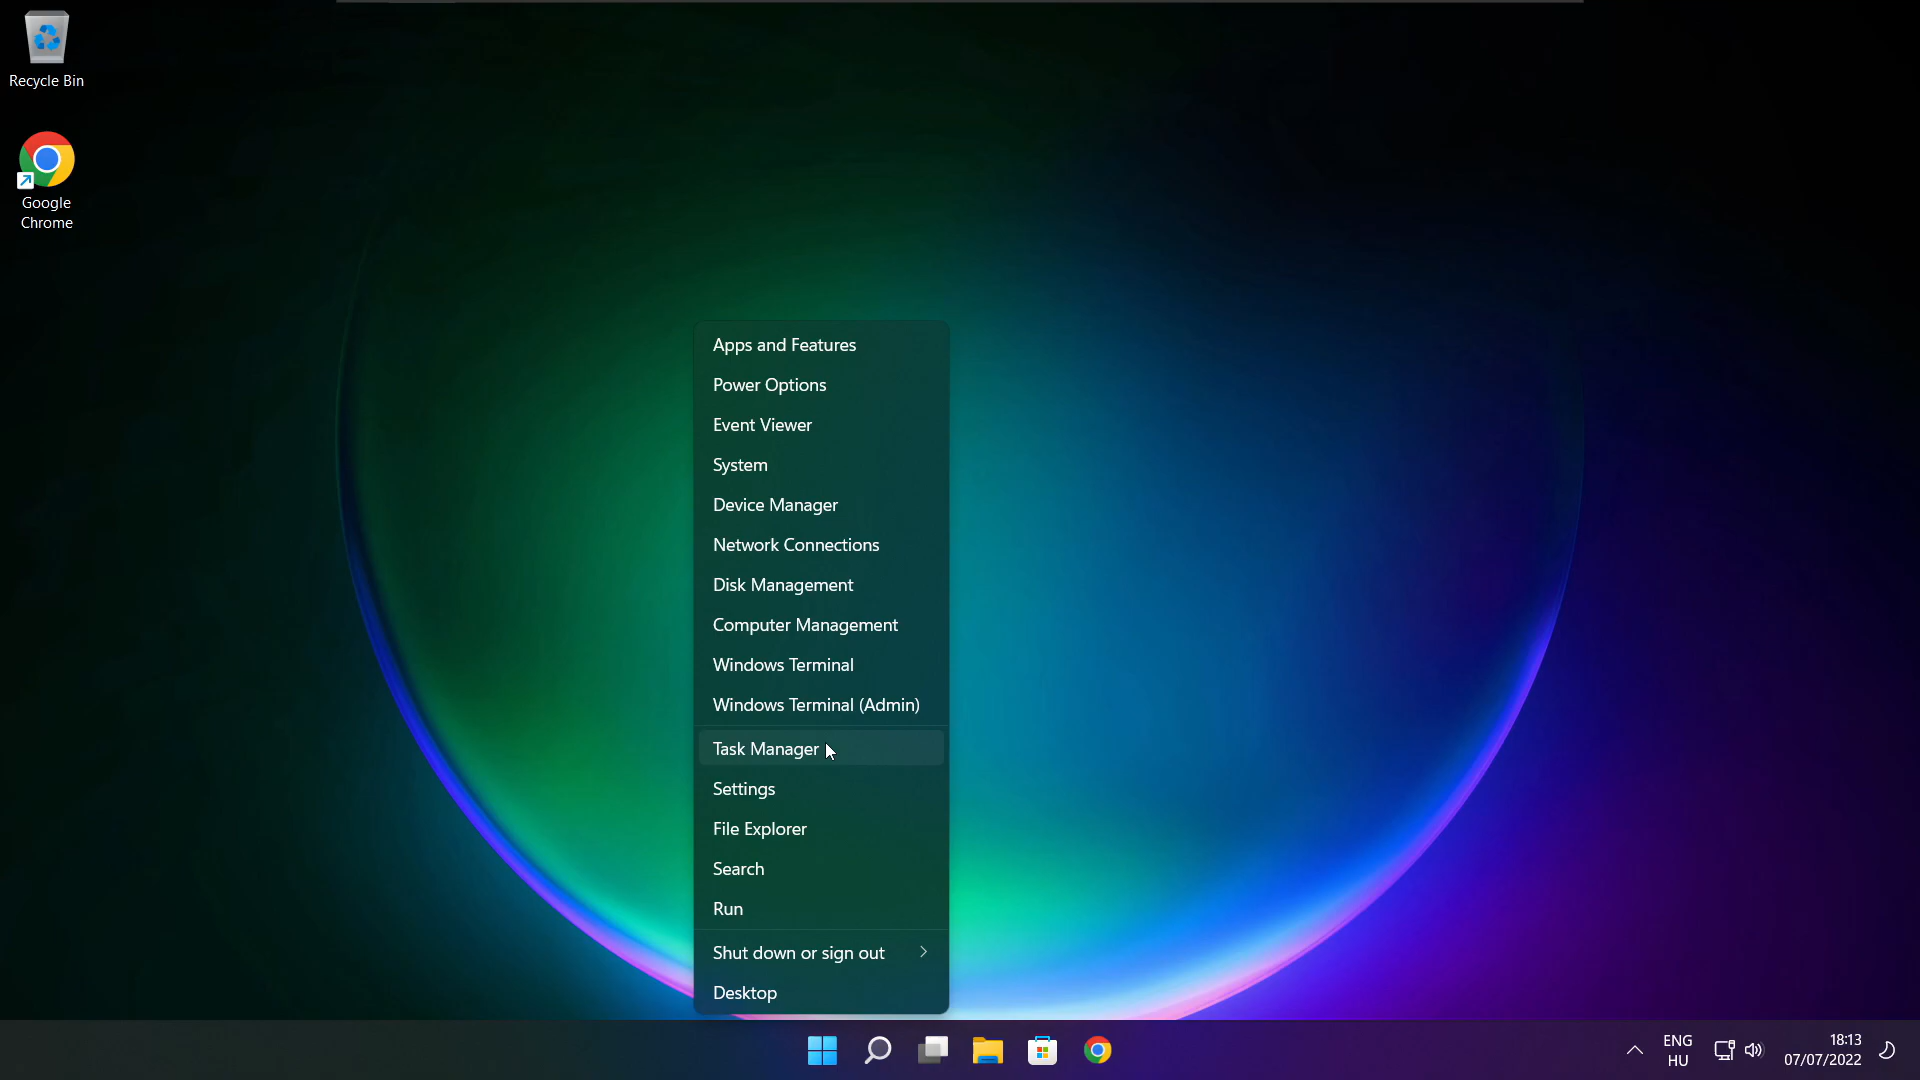 Recycle Bin
Google
Chrome
Apps and Features
Power Options
Event Viewer
System
Device Manager
Network Connections
Disk Management
Computer Management
Windows Terminal
Windows Terminal (Admin)
Task Manager
Settings
File Explorer
Search
Run
Shut down or sign out
Desktop
ENG
HU
18:13
07/07/2022